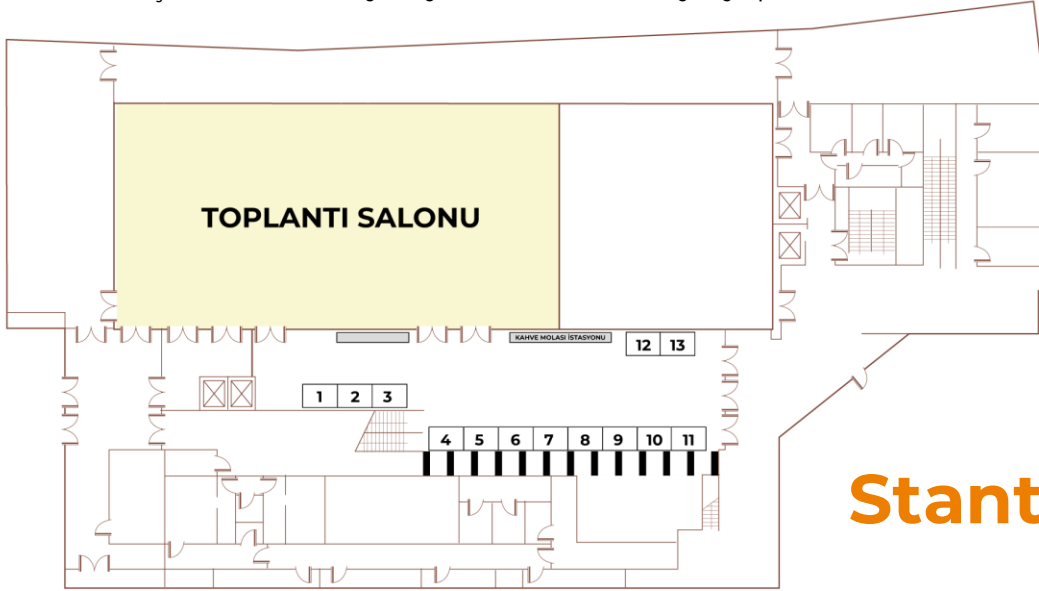 TOPLANTI SALONU
KAHVE MOLASI İSTASYONU
12 13
1 2 3
4 5 6 7 8 9 10 11
Stant